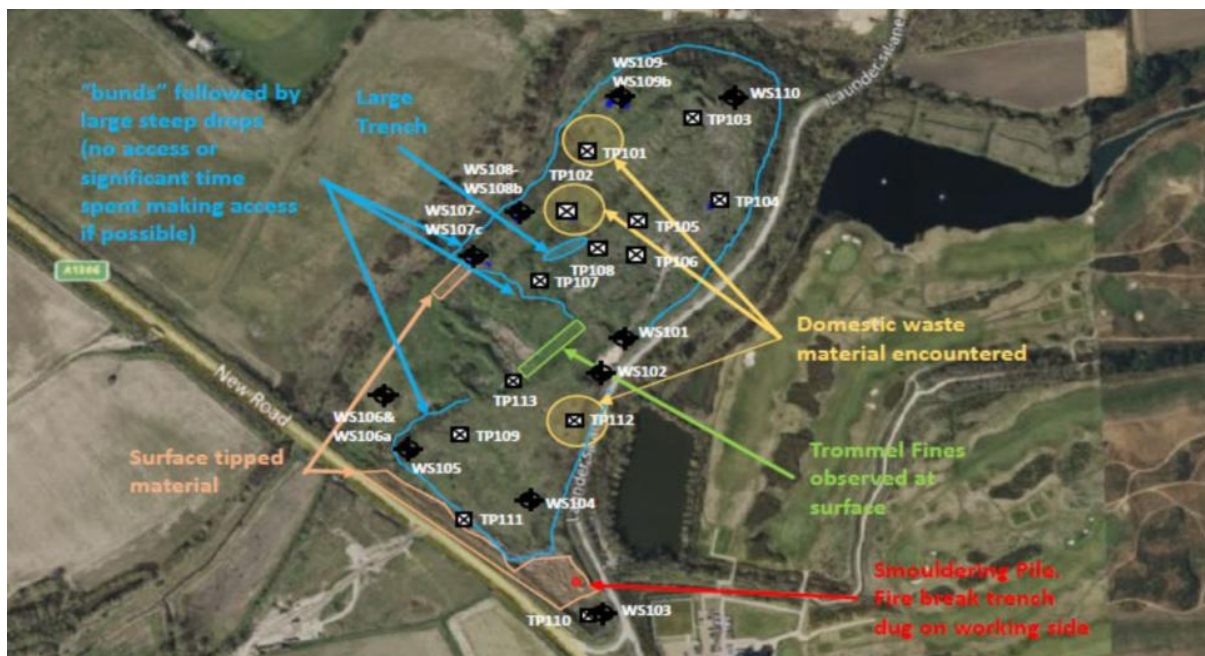 "bunds" followed by
large steep drops
(no access or
significant time
spent making access
if possible)
Large
Trench
WS109-
WS109b
WS110
TP103
Launders Lane
TP101
TP102
WS108-
WS108b
WS107-
WS107c
TP104
TP105
TP106
TP108
TP107
A1306
New Road
WS101
WS102
Domestic waste
material encountered
TP113
TP112
WS106&
WS106a
TP109
WS105
Surface tipped
material
Trommel Fines
observed at
surface
WS104
TP111
Smouldering Pile.
Fire break trench
dug on working side
WS103
TP110